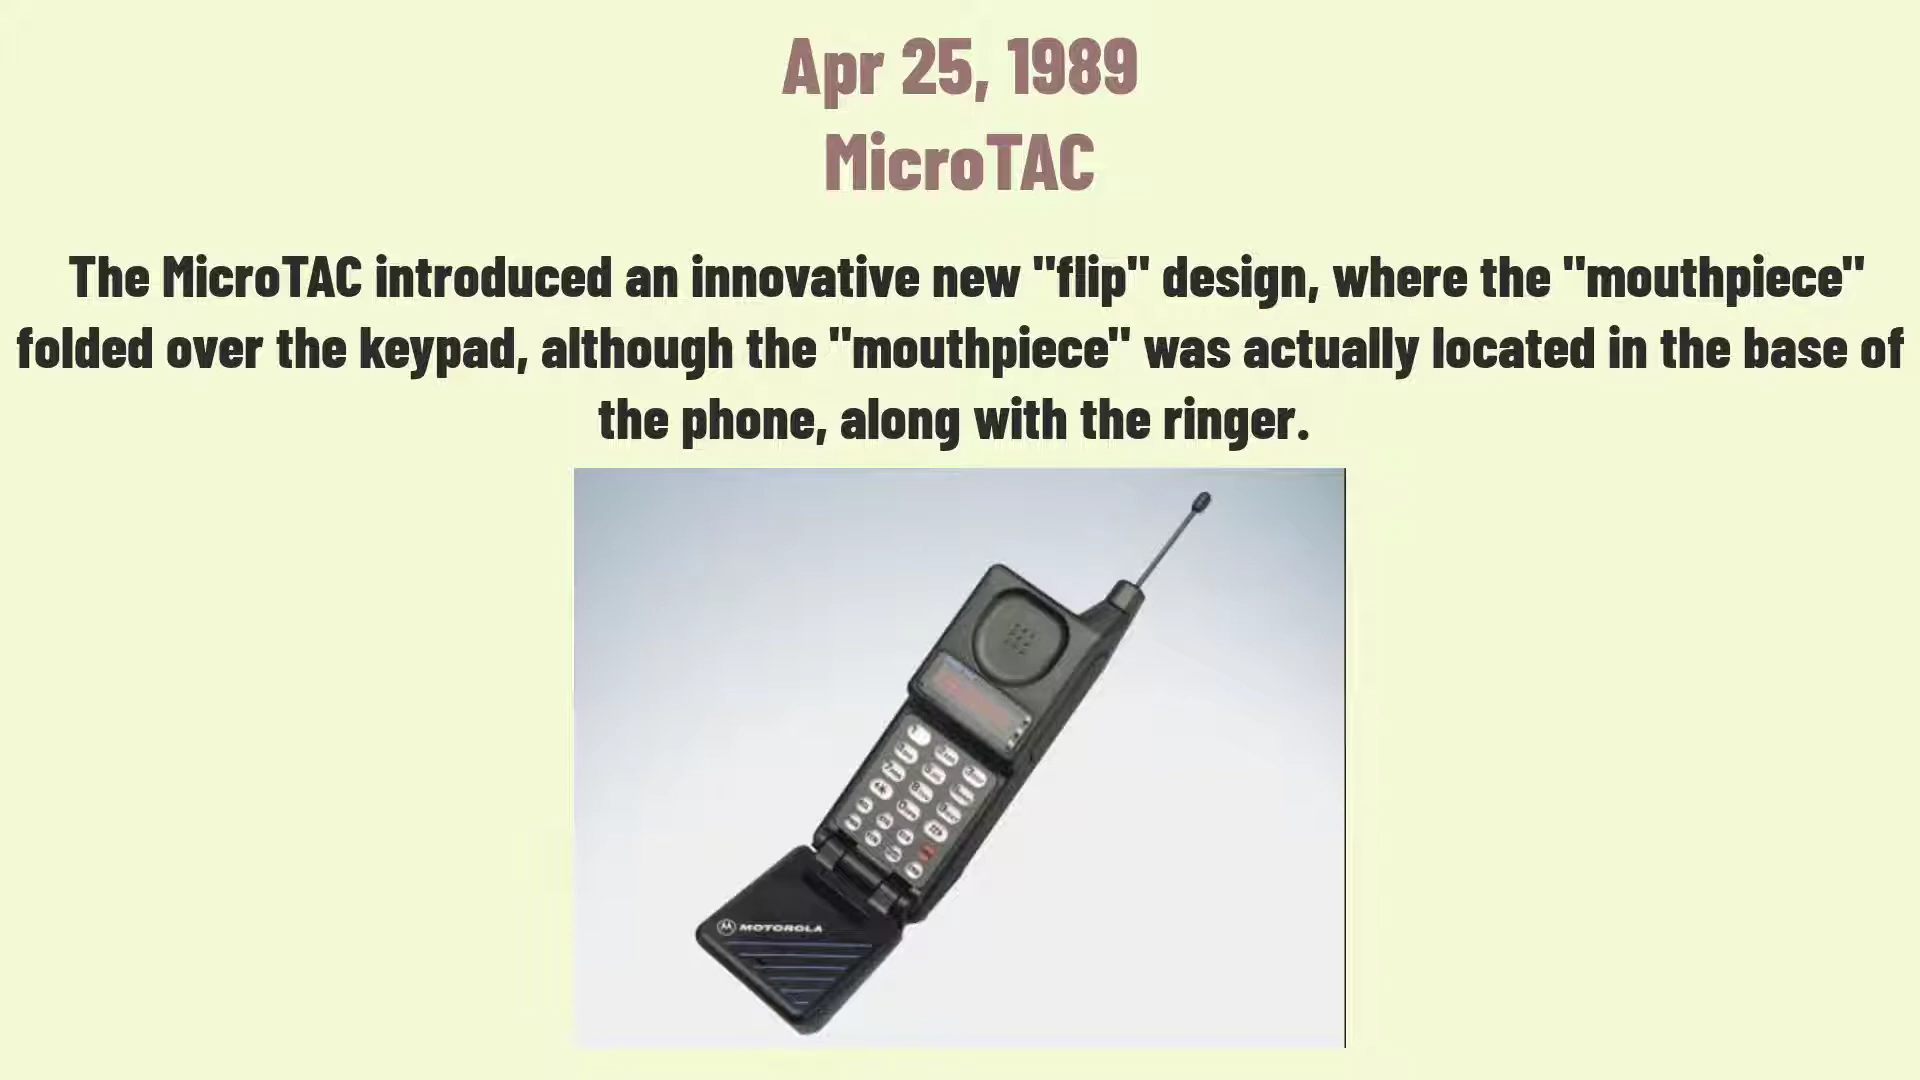 Apr 25, 1989
MicroTAC
The MicroTAC introduced an innovative new "flip" design, where the "mouthpiece"
folded over the keypad, although the "mouthpiece" was actually located in the base of
the phone, along with the ringer.
MOTOROLA